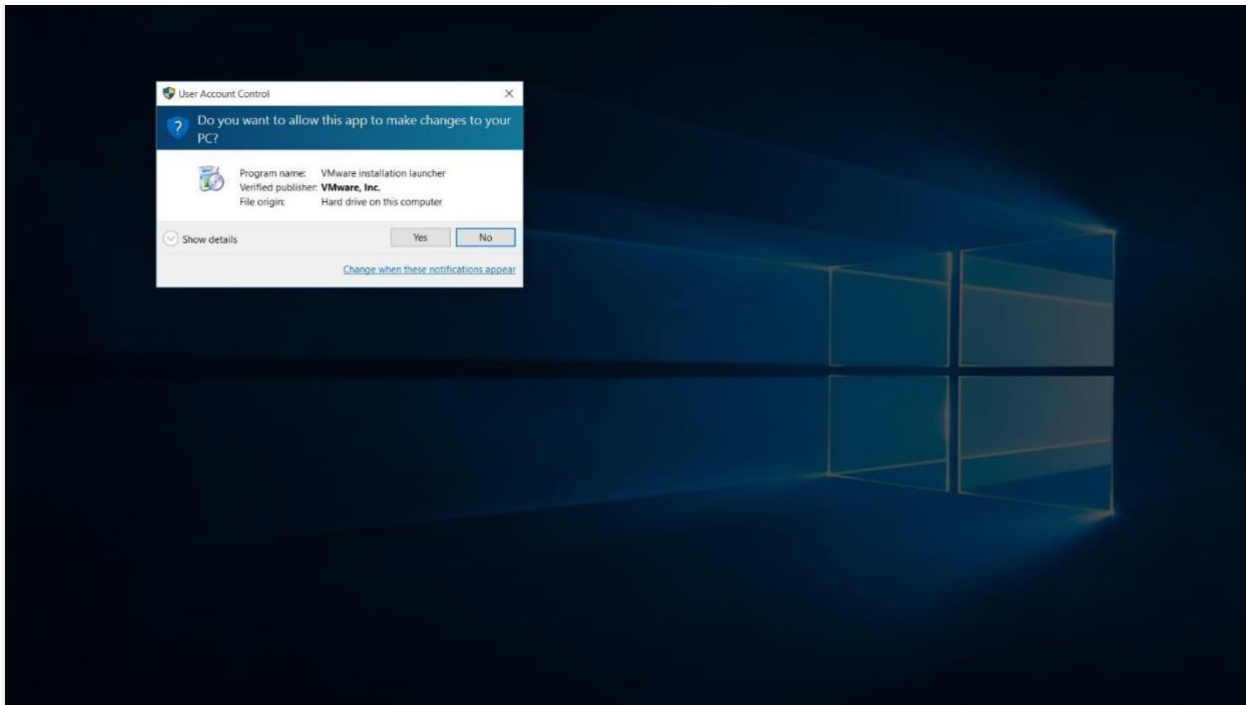 User Account Control
Do you want to allow this app to make changes to your
PC?
Program name: VMware installation launcher
Verified publisher: VMware, Inc.
File origin: Hard drive on this computer
Show details
Yes
No
Change when these notifications appear